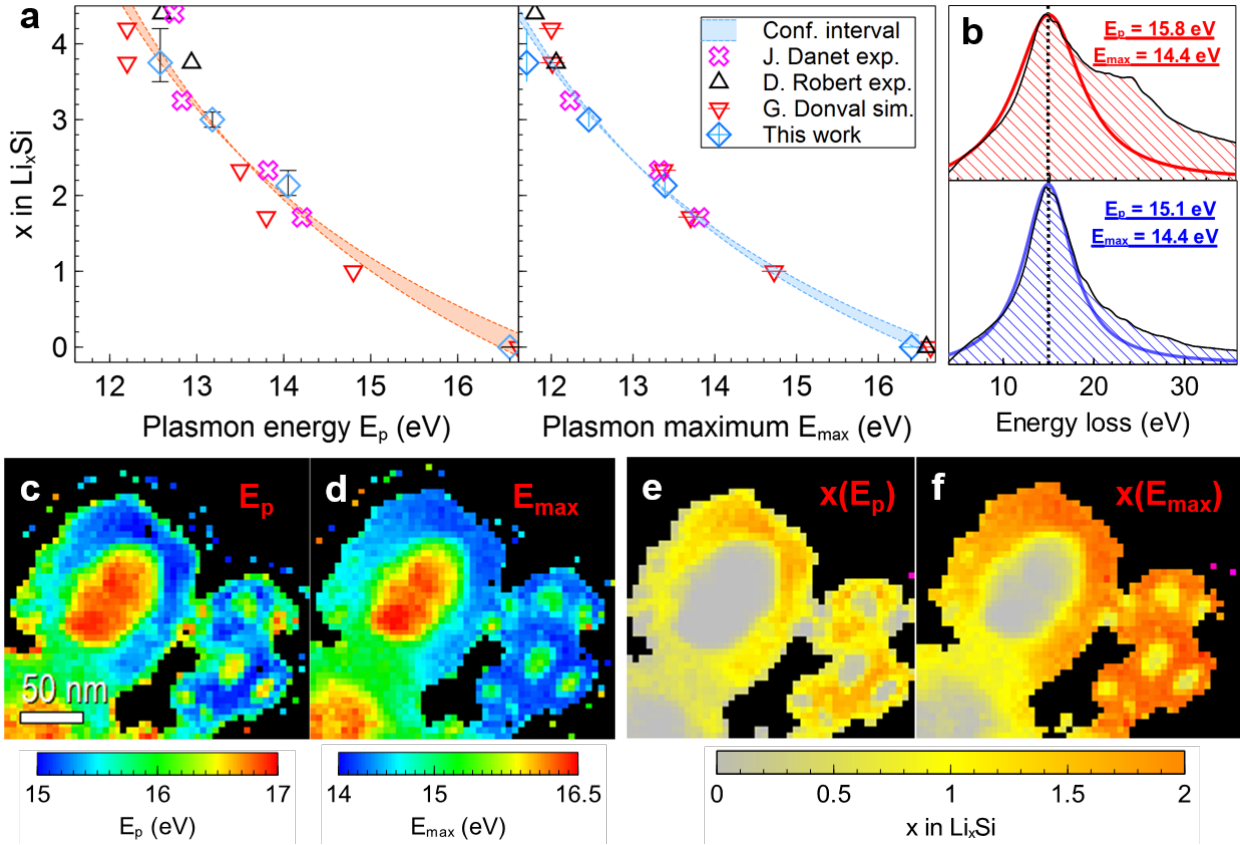 a
4
3
2
1
0
x in LiₓSi
12 13 14 15 16
Plasmon energy Eₚ (eV)
Conf. interval
J. Danet exp.
D. Robert exp.
G. Donval sim.
This work
12 13 14 15 16
Plasmon maximum Eₘₐₓ (eV)
b
Eₚ = 15.8 eV
Eₘₐₓ = 14.4 eV
Eₚ = 15.1 eV
Eₘₐₓ = 14.4 eV
10 20 30
Energy loss (eV)
c
Eₚ
50 nm
d
Eₘₐₓ
e
x(Eₚ)
f
x(Eₘₐₓ)
15 16 17
Eₚ (eV)
14 15 16.5
Eₘₐₓ (eV)
0 0.5 1 1.5 2
x in LiₓSi